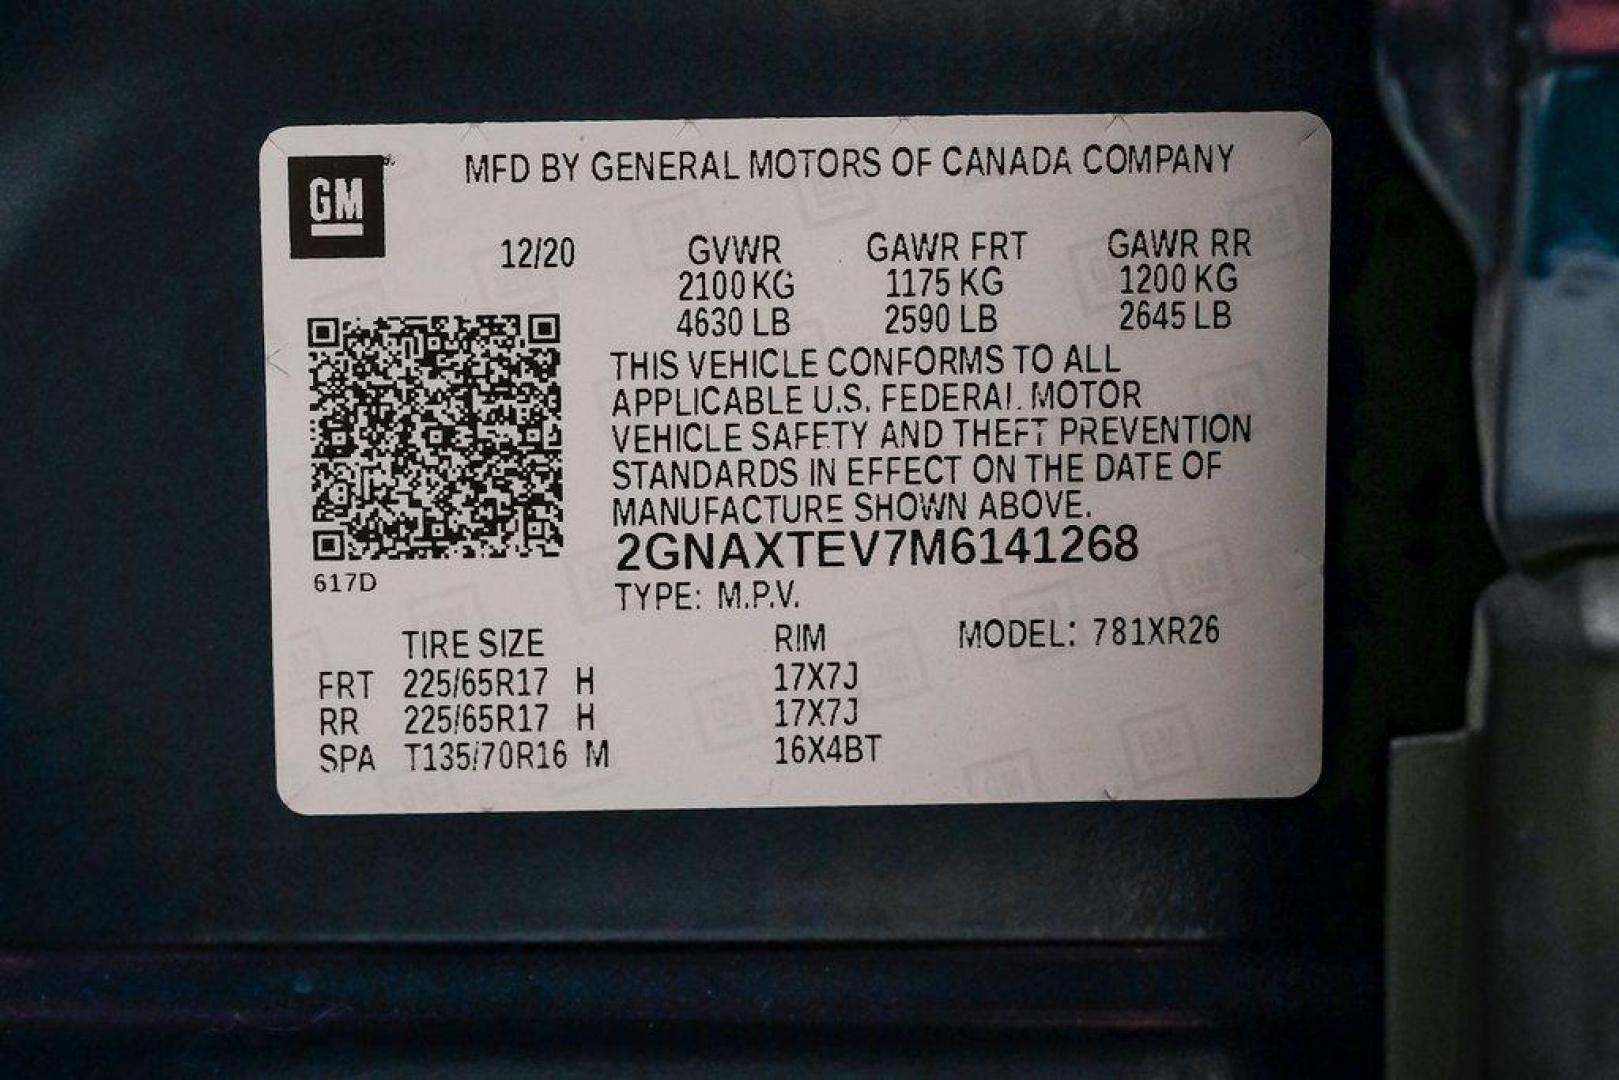 GM
MFD BY GENERAL MOTORS OF CANADA COMPANY
12/20 GVWR GAWR FRT GAWR RR
2100 KG 1175 KG 1200 KG
4630 LB 2590 LB 2645 LB
THIS VEHICLE CONFORMS TO ALL
APPLICABLE U.S. FEDERAL MOTOR
VEHICLE SAFETY AND THEFT PREVENTION
STANDARDS IN EFFECT ON THE DATE OF
MANUFACTURE SHOWN ABOVE.
2GNAXTEV7M6141268
617D
TYPE: M.P.V.
TIRE SIZE RIM MODEL: 781XR26
FRT 225/65R17 H 17X7J
RR 225/65R17 H 17X7J
SPA T135/70R16 M 16X4BT